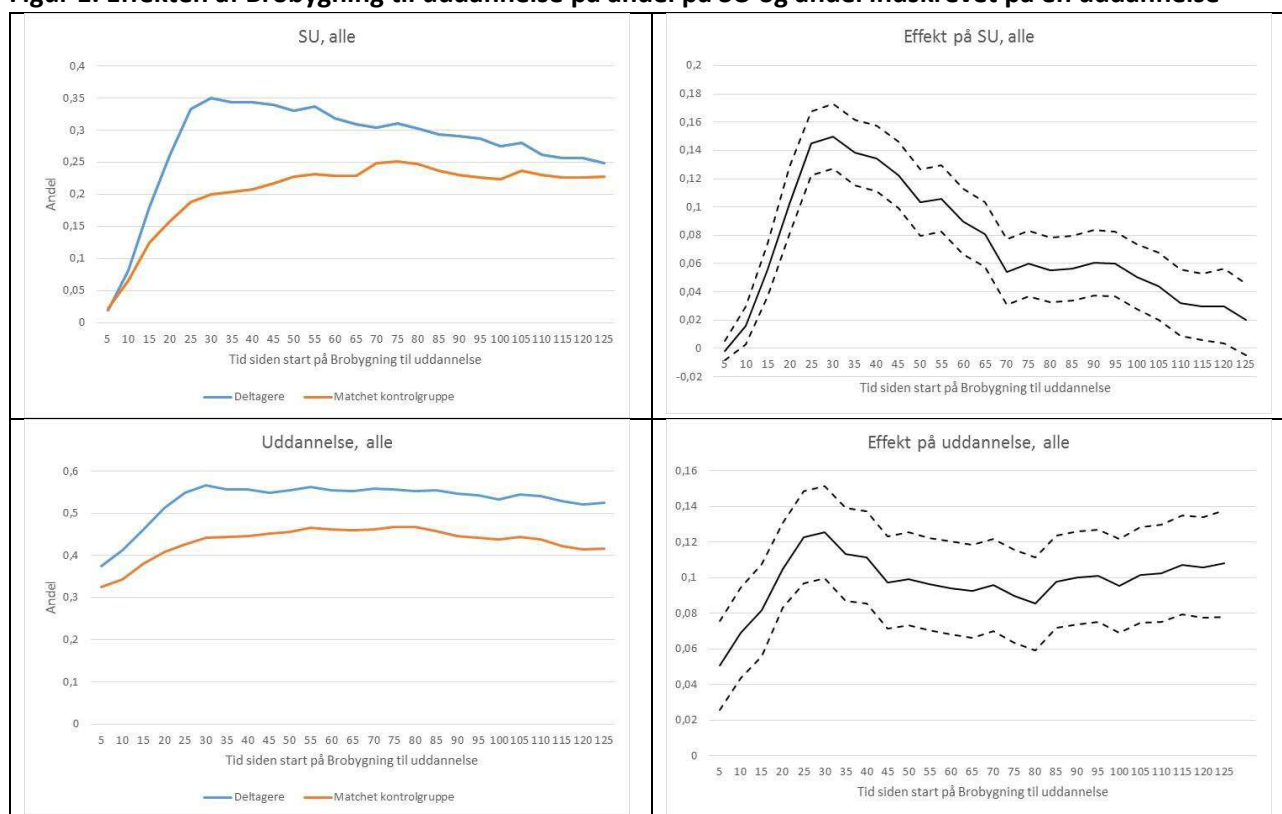 Figur 1. Effekten af Brobygning til uddannelse på andel på SU og andel indskrevet på en uddannelse
SU, alle
0,4
0,35
0,3
0,25
0,2
0,15
0,1
0,05
0
Andel
5 10 15 20 25 30 35 40 45 50 55 60 65 70 75 80 85 90 95 100 105 110 115 120 125
Tid siden start på Brobygning til uddannelse
Deltagere Matchet kontrolgruppe
Effekt på SU, alle
0,2
0,18
0,16
0,14
0,12
0,1
0,08
0,06
0,04
0,02
0
-0,02
5 10 15 20 25 30 35 40 45 50 55 60 65 70 75 80 85 90 95 100 105 110 115 120 125
Tid siden start på Brobygning til uddannelse
Uddannelse, alle
0,6
0,5
0,4
0,3
0,2
0,1
0
Andel
5 10 15 20 25 30 35 40 45 50 55 60 65 70 75 80 85 90 95 100 105 110 115 120 125
Tid siden start på Brobygning til uddannelse
Deltagere Matchet kontrolgruppe
Effekt på uddannelse, alle
0,16
0,14
0,12
0,1
0,08
0,06
0,04
0,02
0
5 10 15 20 25 30 35 40 45 50 55 60 65 70 75 80 85 90 95 100 105 110 115 120 125
Tid siden start på Brobygning til uddannelse